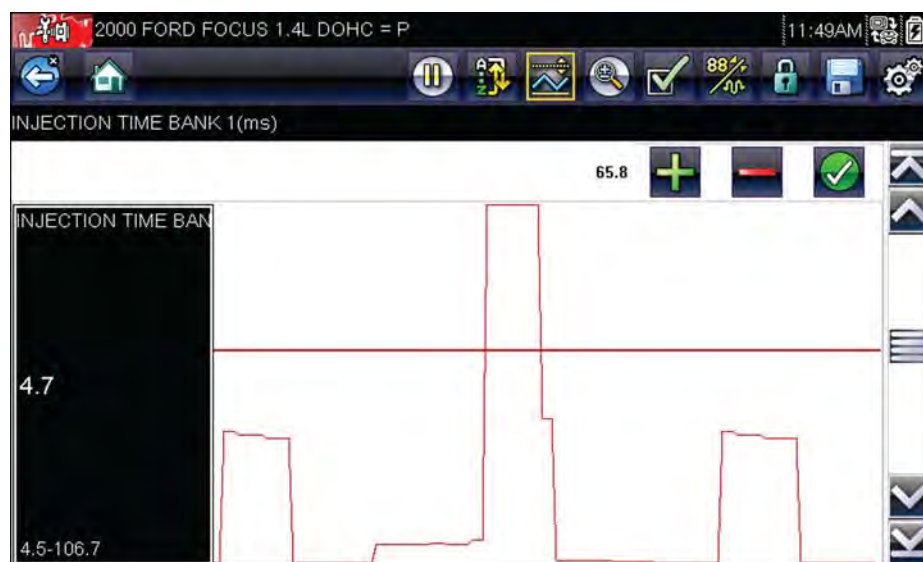 2000 FORD FOCUS 1.4L DOHC = P
11:49AM
A
Z
88
INJECTION TIME BANK 1(ms)
65.8
INJECTION TIME BAN
4.7
4.5-106.7